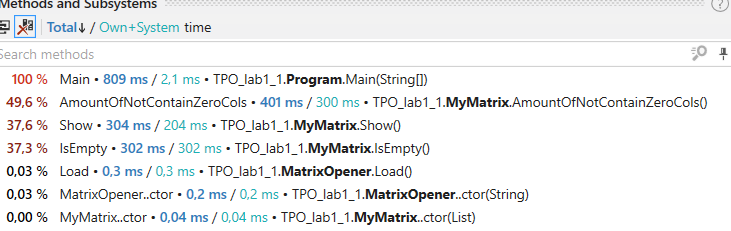 Methods and Subsystems
Total↓ / Own+System time
Search methods
100 % Main • 809 ms / 2,1 ms • TPO_lab1_1.Program.Main(String[])
49,6 % AmountOfNotContainZeroCols • 401 ms / 300 ms • TPO_lab1_1.MyMatrix.AmountOfNotContainZeroCols()
37,6 % Show • 304 ms / 204 ms • TPO_lab1_1.MyMatrix.Show()
37,3 % IsEmpty • 302 ms / 302 ms • TPO_lab1_1.MyMatrix.IsEmpty()
0,03 % Load • 0,3 ms / 0,3 ms • TPO_lab1_1.MatrixOpener.Load()
0,03 % MatrixOpener..ctor • 0,2 ms / 0,2 ms • TPO_lab1_1.MatrixOpener..ctor(String)
0,00 % MyMatrix..ctor • 0,04 ms / 0,04 ms • TPO_lab1_1.MyMatrix..ctor(List)